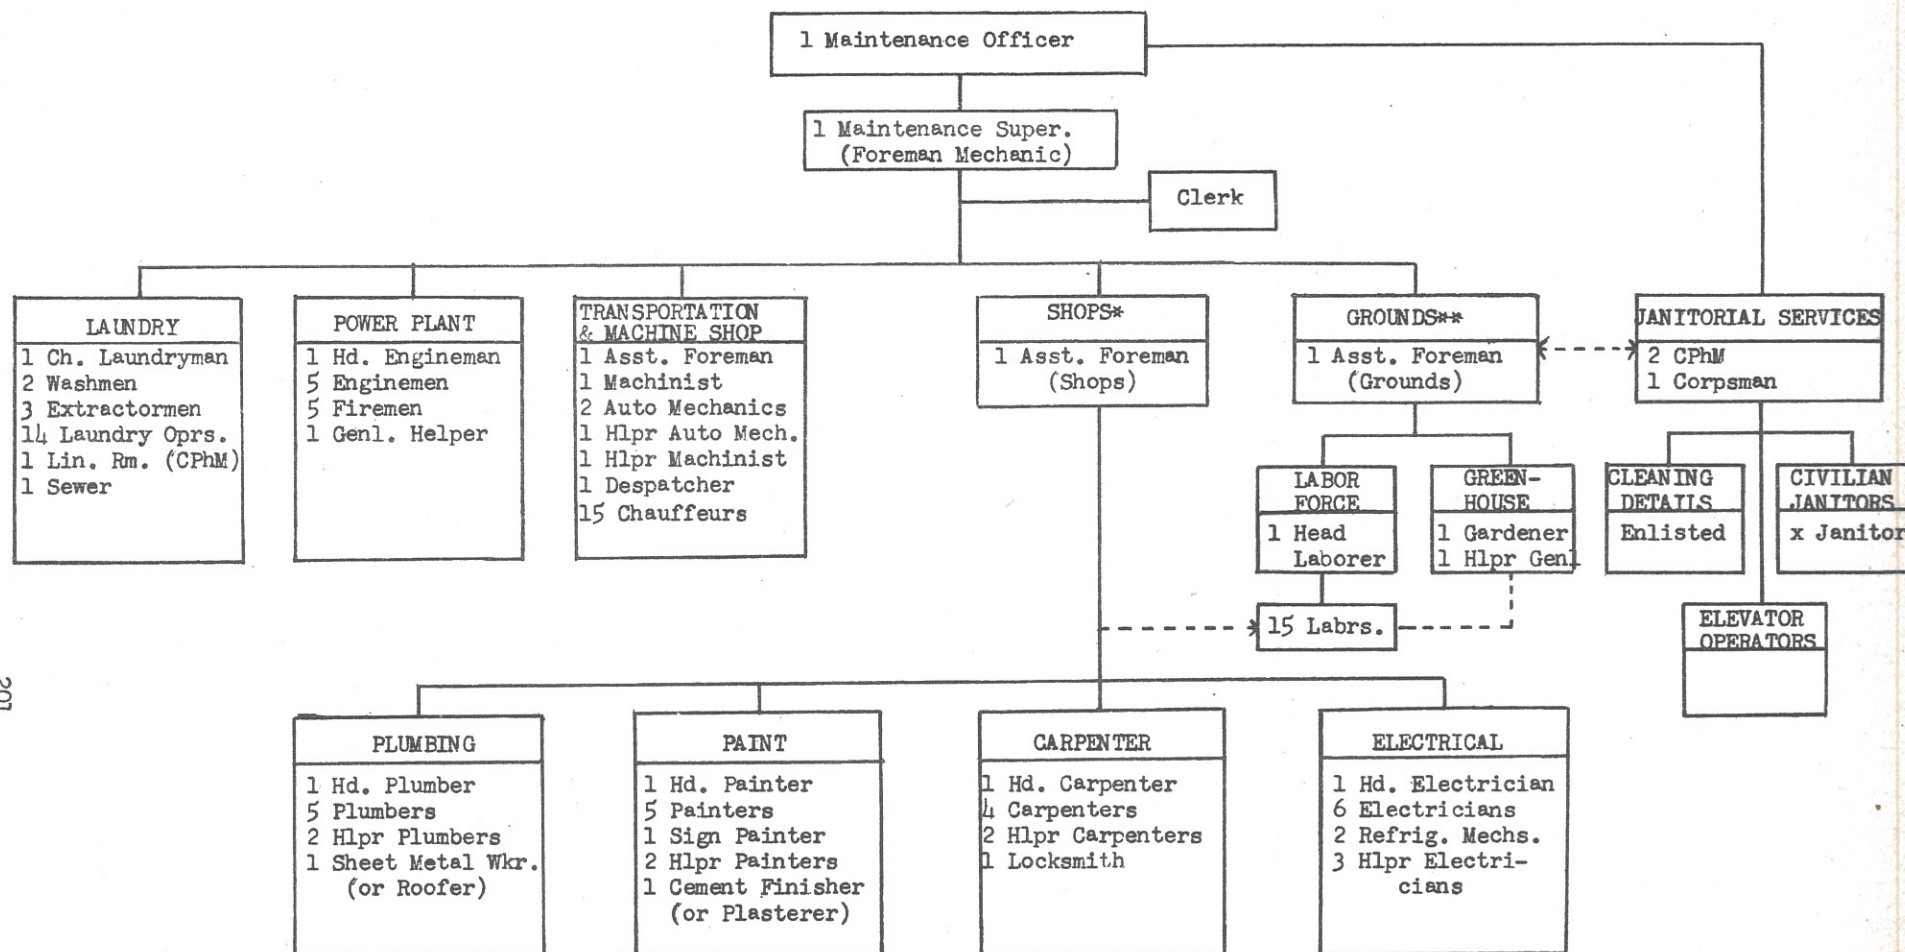 1 Maintenance Officer
1 Maintenance Super.
(Foreman Mechanic)
Clerk
LAUNDRY
1 Ch. Laundryman
2 Washmen
3 Extractormen
14 Laundry Oprs.
1 Lin. Rm. (CPhM)
1 Sewer
POWER PLANT
1 Hd. Engineman
5 Enginemen
5 Firemen
1 Genl. Helper
TRANSPORTATION
& MACHINE SHOP
1 Asst. Foreman
1 Machinist
2 Auto Mechanics
1 Hlpr Auto Mech.
1 Hlpr Machinist
1 Despatcher
15 Chauffeurs
SHOPS*
1 Asst. Foreman
(Shops)
GROUNDS**
1 Asst. Foreman
(Grounds)
JANITORIAL SERVICES
2 CPhM
1 Corpsman
LABOR
FORCE
1 Head
Laborer
GREEN-
HOUSE
1 Gardener
1 Hlpr Genl
CLEANING
DETAILS
Enlisted
CIVILIAN
JANITORS
x Janitor
15 Labrs.
ELEVATOR
OPERATORS
201
PLUMBING
1 Hd. Plumber
5 Plumbers
2 Hlpr Plumbers
1 Sheet Metal Wkr.
(or Roofer)
PAINT
1 Hd. Painter
5 Painters
1 Sign Painter
2 Hlpr Painters
1 Cement Finisher
(or Plasterer)
CARPENTER
1 Hd. Carpenter
4 Carpenters
2 Hlpr Carpenters
1 Locksmith
ELECTRICAL
1 Hd. Electrician
6 Electricians
2 Refrig. Mechs.
3 Hlpr Electri-
cians